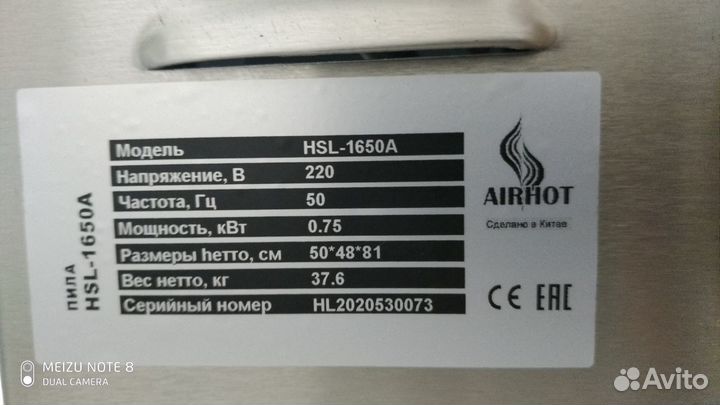 ПИЛА
HSL-1650A
Модель HSL-1650A
Напряжение, В 220
Частота, Гц 50
Мощность, кВт 0.75
Размеры hетто, см 50*48*81
Вес нетто, кг 37.6
Серийный номер HL2020530073
AIRHOT
Сделано в Китае
CE EAC
MEIZU NOTE 8
DUAL CAMERA
Avito